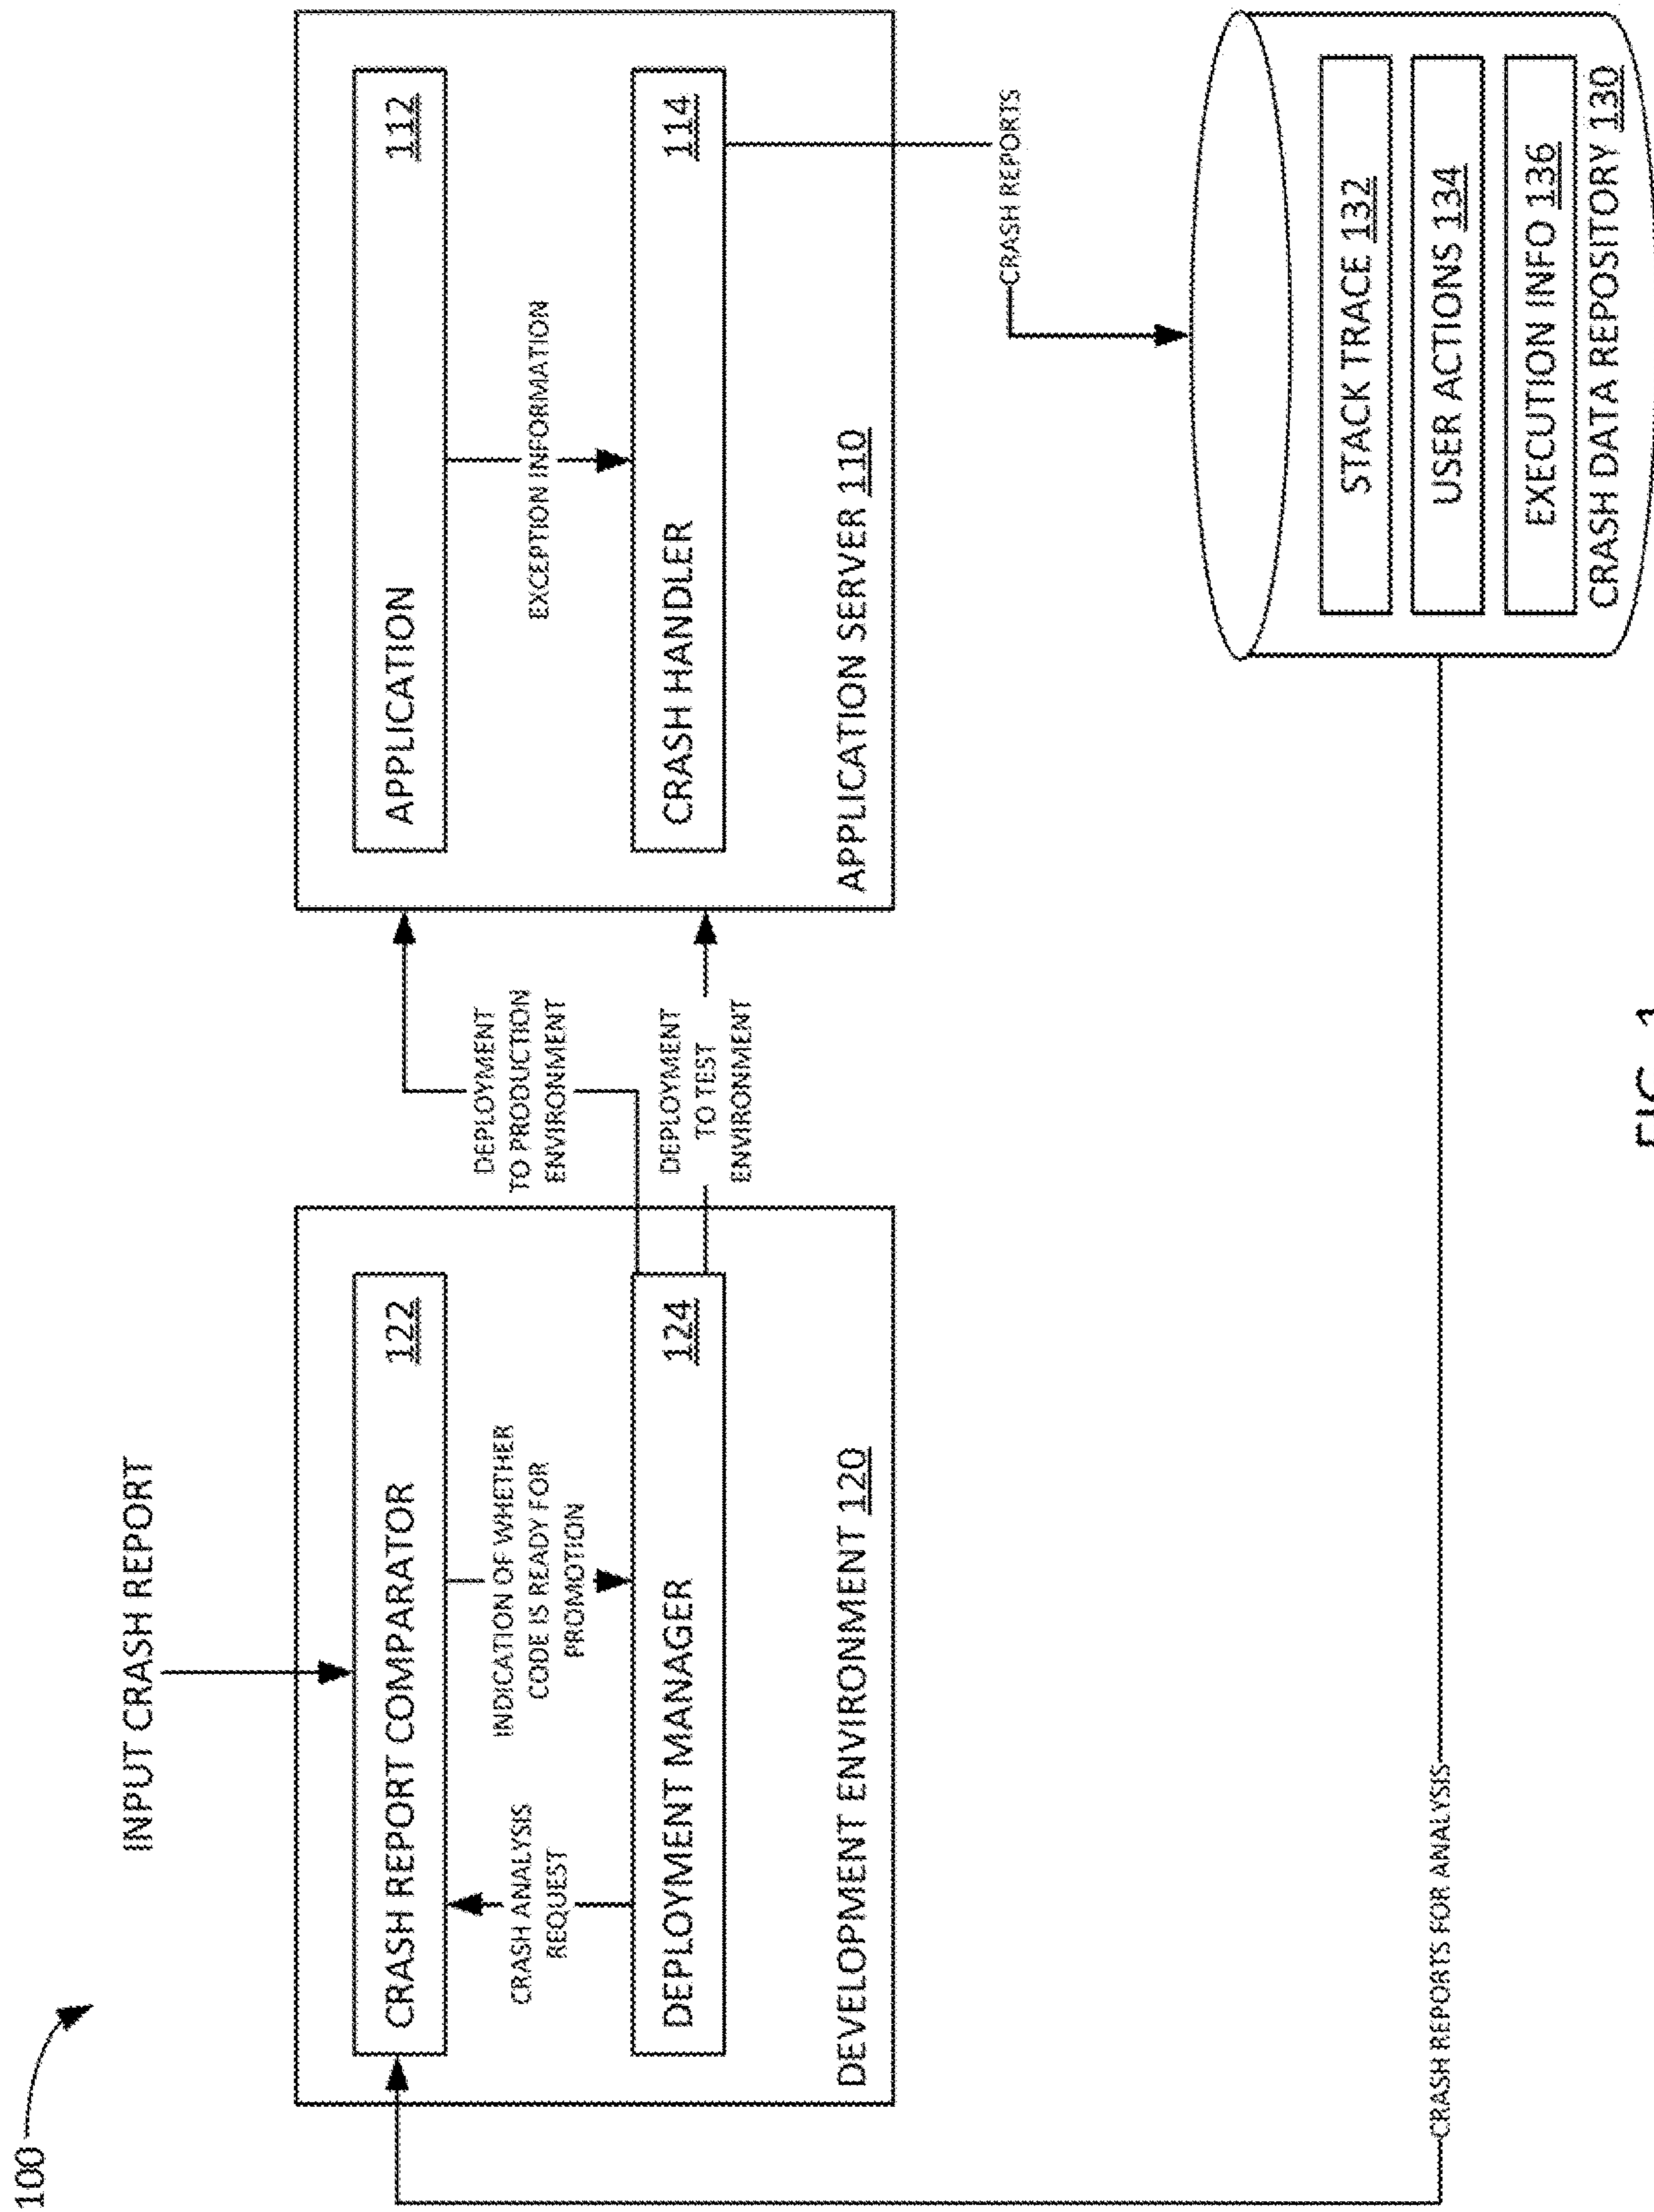 100
INPUT CRASH REPORT
CRASH REPORT COMPARATOR 122
CRASH ANALYSIS
REQUEST
INDICATION OF WHETHER
CODE IS READY FOR
PROMOTION
DEPLOYMENT MANAGER 124
DEVELOPMENT ENVIRONMENT 120
DEPLOYMENT
TO PRODUCTION
ENVIRONMENT
DEPLOYMENT
TO TEST
ENVIRONMENT
APPLICATION 112
EXCEPTION INFORMATION
CRASH HANDLER 114
APPLICATION SERVER 110
CRASH REPORTS
STACK TRACE 132
USER ACTIONS 134
EXECUTION INFO 136
CRASH DATA REPOSITORY 130
CRASH REPORTS FOR ANALYSIS
FIG. 1